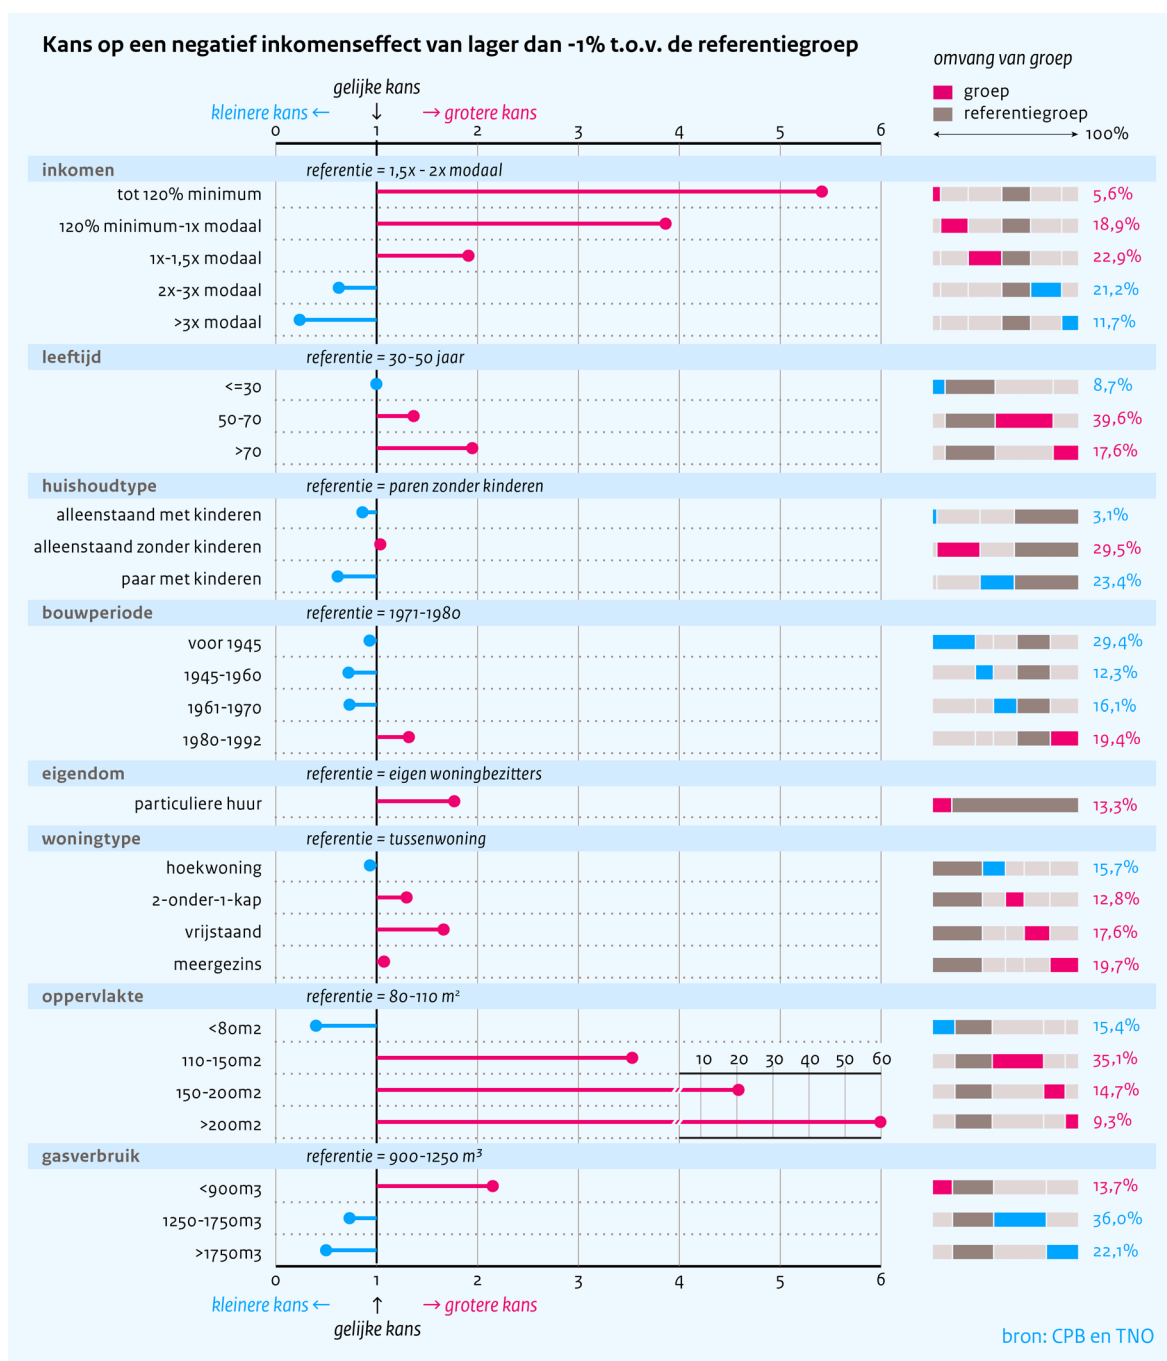 Kans op een negatief inkomenseffect van lager dan -1% t.o.v. de referentiegroep
omvang van groep
groep
referentiegroep
100%
gelijke kans
kleinere kans ← ↓ → grotere kans
0 1 2 3 4 5 6
inkomen referentie = 1,5x - 2x modaal
tot 120% minimum 5,6%
120% minimum-1x modaal 18,9%
1x-1,5x modaal 22,9%
2x-3x modaal 21,2%
>3x modaal 11,7%
leeftijd referentie = 30-50 jaar
<=30 8,7%
50-70 39,6%
>70 17,6%
huishoudtype referentie = paren zonder kinderen
alleenstaand met kinderen 3,1%
alleenstaand zonder kinderen 29,5%
paar met kinderen 23,4%
bouwperiode referentie = 1971-1980
voor 1945 29,4%
1945-1960 12,3%
1961-1970 16,1%
1980-1992 19,4%
eigendom referentie = eigen woningbezitters
particuliere huur 13,3%
woningtype referentie = tussenwoning
hoekwoning 15,7%
2-onder-1-kap 12,8%
vrijstaand 17,6%
meergezins 19,7%
oppervlakte referentie = 80-110 m²
<80m2 15,4%
110-150m2 10 20 30 40 50 60 35,1%
150-200m2 14,7%
>200m2 9,3%
gasverbruik referentie = 900-1250 m³
<900m3 13,7%
1250-1750m3 36,0%
>1750m3 22,1%
0 1 2 3 4 5 6
kleinere kans ← ↑ → grotere kans
gelijke kans
bron: CPB en TNO